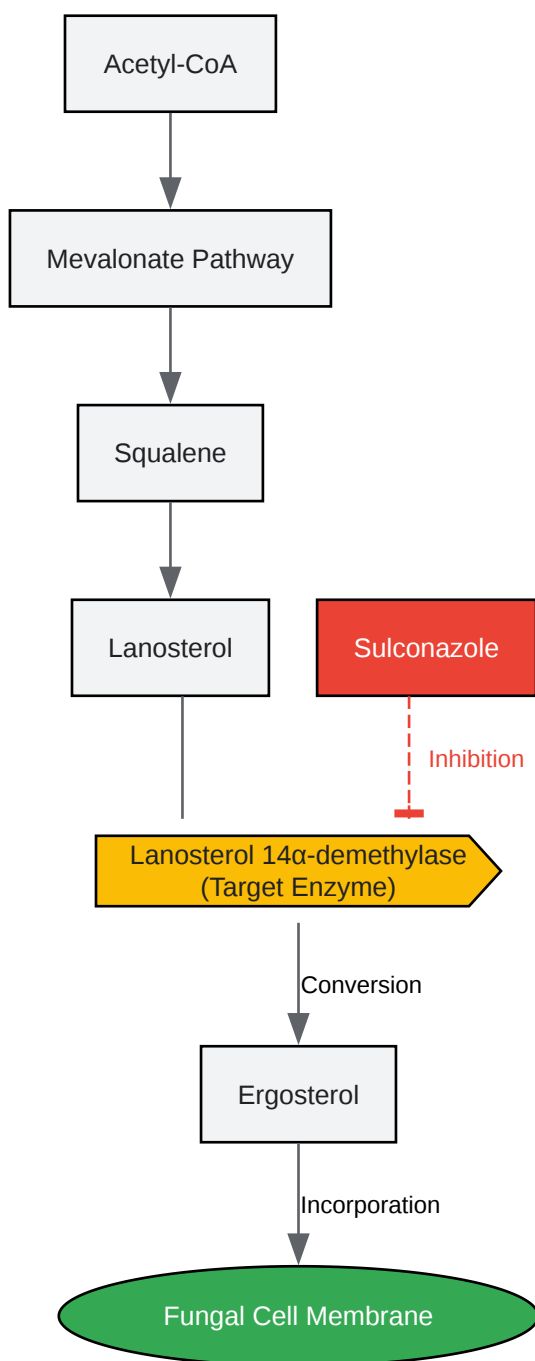 Acetyl-CoA
Mevalonate Pathway
Squalene
Lanosterol
Sulconazole
Inhibition
Lanosterol 14α-demethylase
(Target Enzyme)
Conversion
Ergosterol
Incorporation
Fungal Cell Membrane